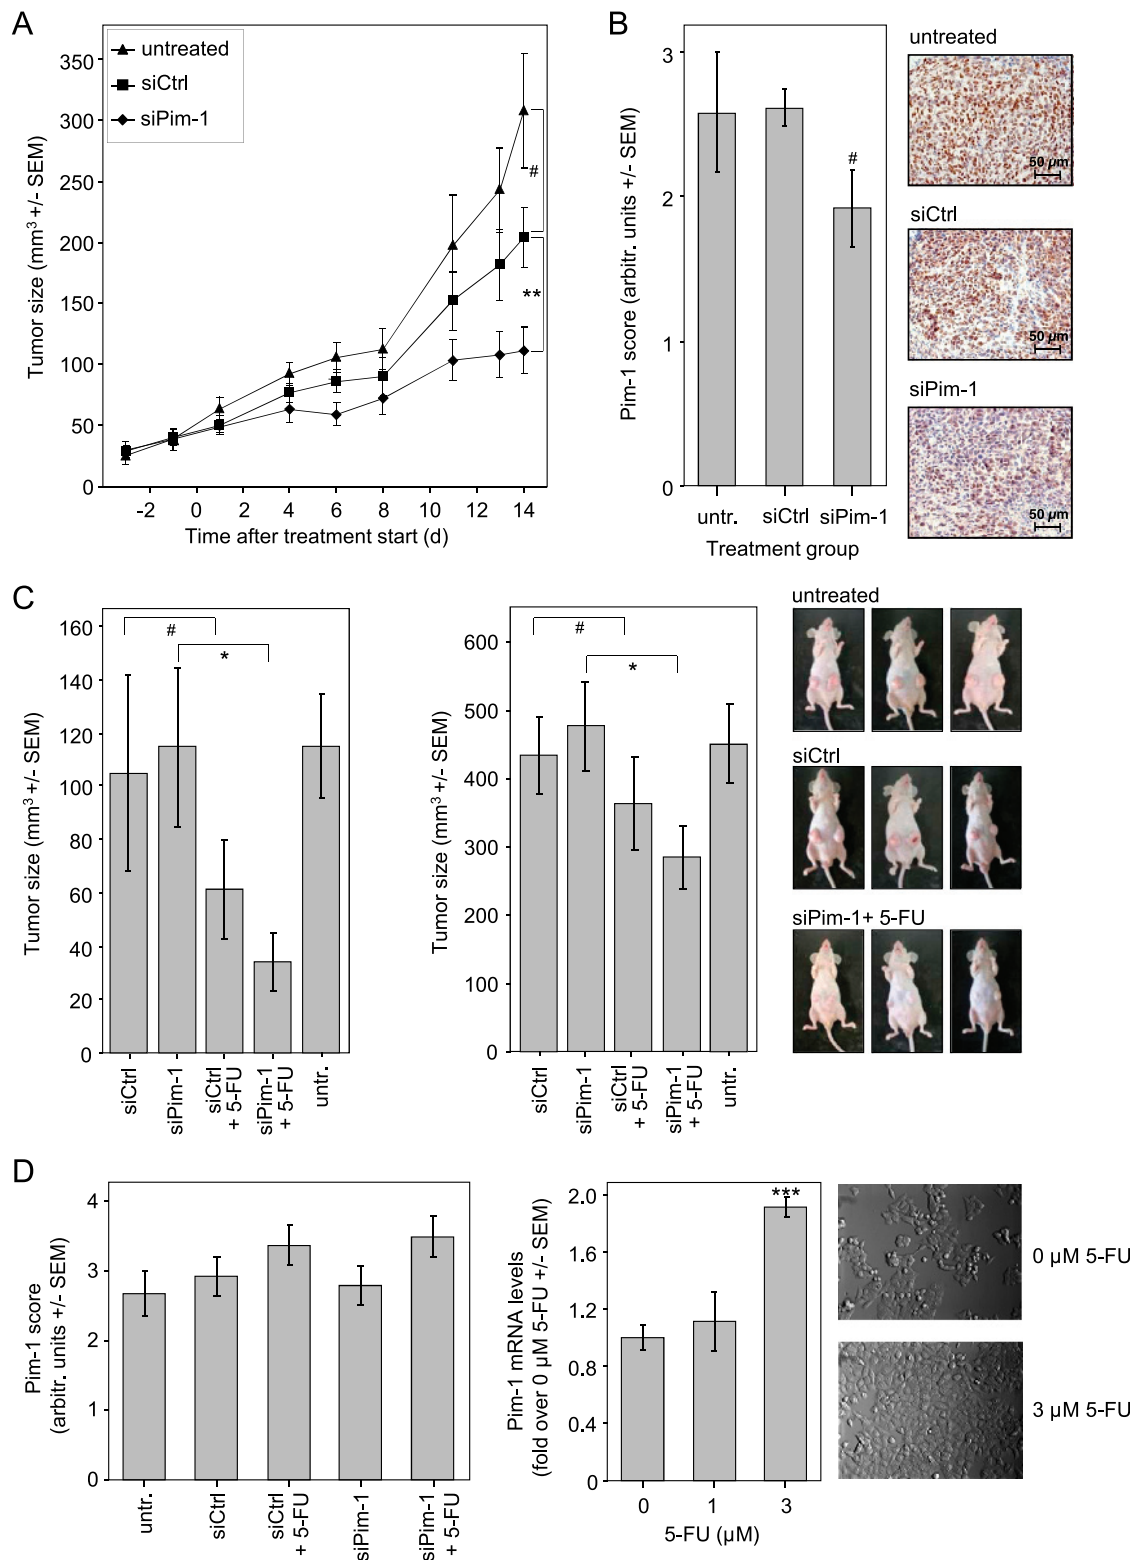 A
untreated
siCtrl
siPim-1
Tumor size (mm³ +/- SEM)
350
300
250
200
150
100
50
0
#
**
-2 0 2 4 6 8 10 12 14
Time after treatment start (d)
B
Pim-1 score (arbitr. units +/- SEM)
3
2
1
0
#
untr. siCtrl siPim-1
Treatment group
untreated
50 µm
siCtrl
50 µm
siPim-1
50 µm
C
Tumor size (mm³ +/- SEM)
160
140
120
100
80
60
40
20
0
#
*
siCtrl
siPim-1
siCtrl
+ 5-FU
siPim-1
+ 5-FU
untr.
Tumor size (mm³ +/- SEM)
600
500
400
300
200
100
0
#
*
siCtrl
siPim-1
siCtrl
+ 5-FU
siPim-1
+ 5-FU
untr.
untreated
siCtrl
siPim-1+ 5-FU
D
Pim-1 score
(arbitr. units +/- SEM)
4
3
2
1
0
untr.
siCtrl
siCtrl
+ 5-FU
siPim-1
siPim-1
+ 5-FU
Pim-1 mRNA levels
(fold over 0 µM 5-FU +/- SEM)
2.0
1.6
1.2
0.8
0.4
0
***
0 1 3
5-FU (µM)
0 µM 5-FU
3 µM 5-FU